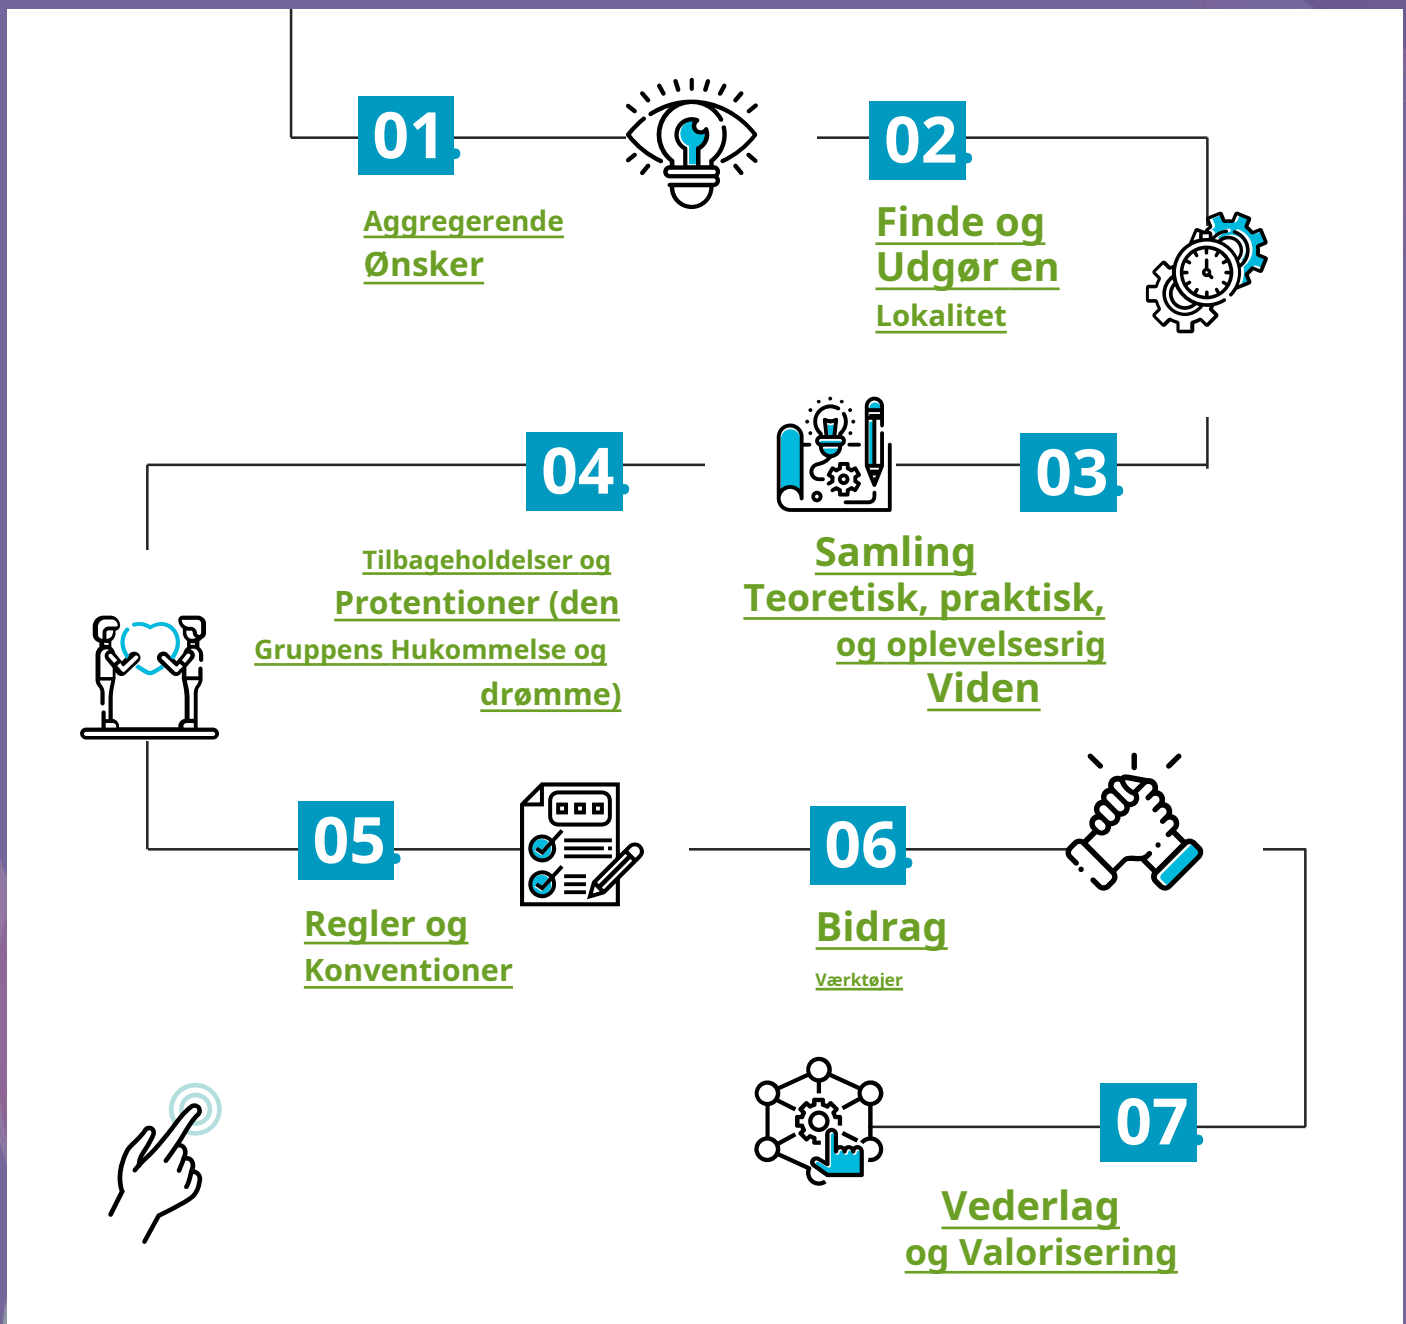 01.
Aggregerende
Ønsker
02.
Finde og
Udgør en
Lokalitet
03.
Samling
Teoretisk, praktisk,
og oplevelsesrig
Viden
04.
Tilbageholdelser og
Protentioner (den
Gruppens Hukommelse og
drømme)
05.
Regler og
Konventioner
06.
Bidrag
Værktøjer
07.
Vederlag
og Valorisering